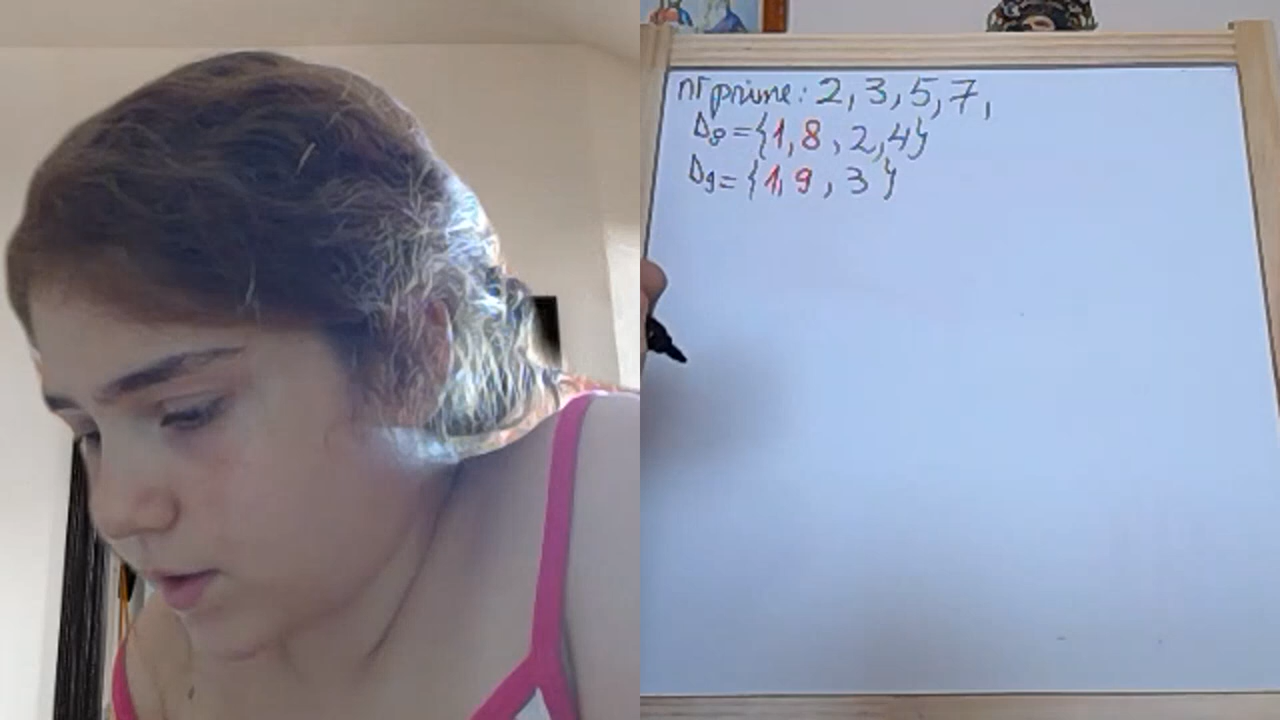 nr prime: 2, 3, 5, 7,
D8 = {1, 8, 2, 4}
D9 = {1, 9, 3}